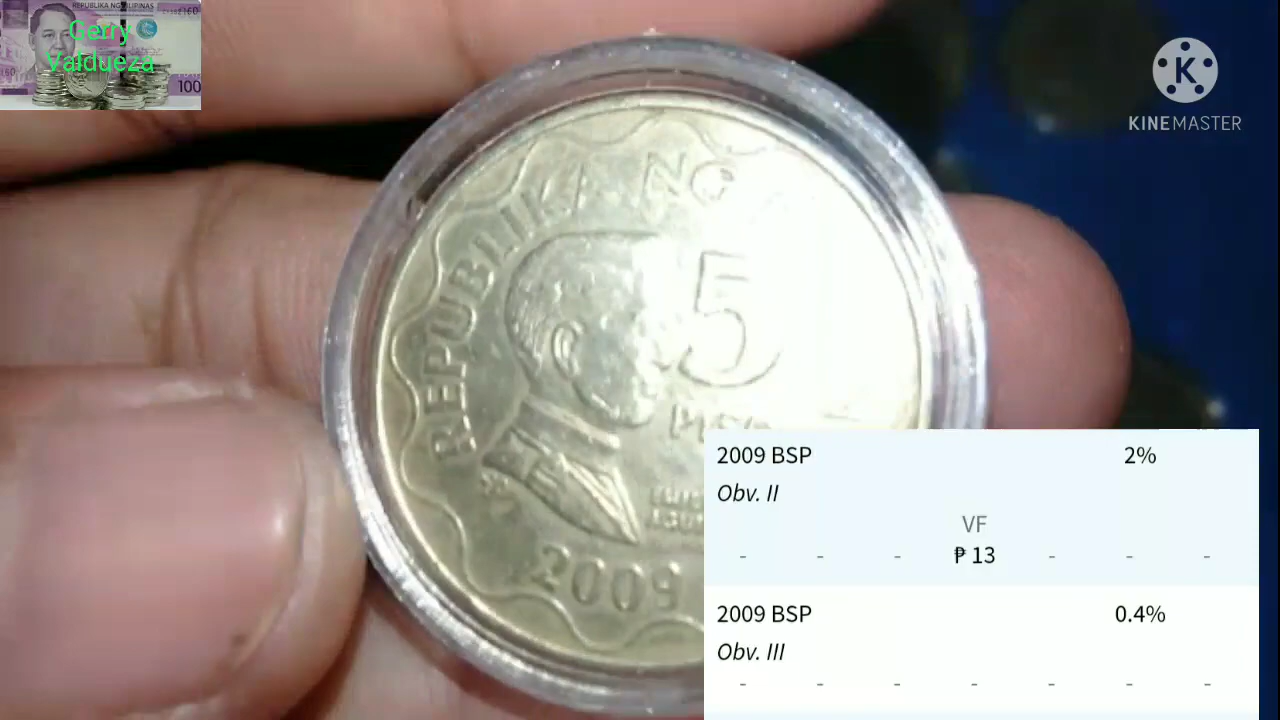 REPUBLIKA NG PILIPINAS
Gerry
Valdueza
100
K
KINEMASTER
REPUBLIKA NG
5
PISO
2009
2009 BSP 2%
Obv. II
VF
- - - ₱ 13 - - -
2009 BSP 0.4%
Obv. III
- - - - - - -